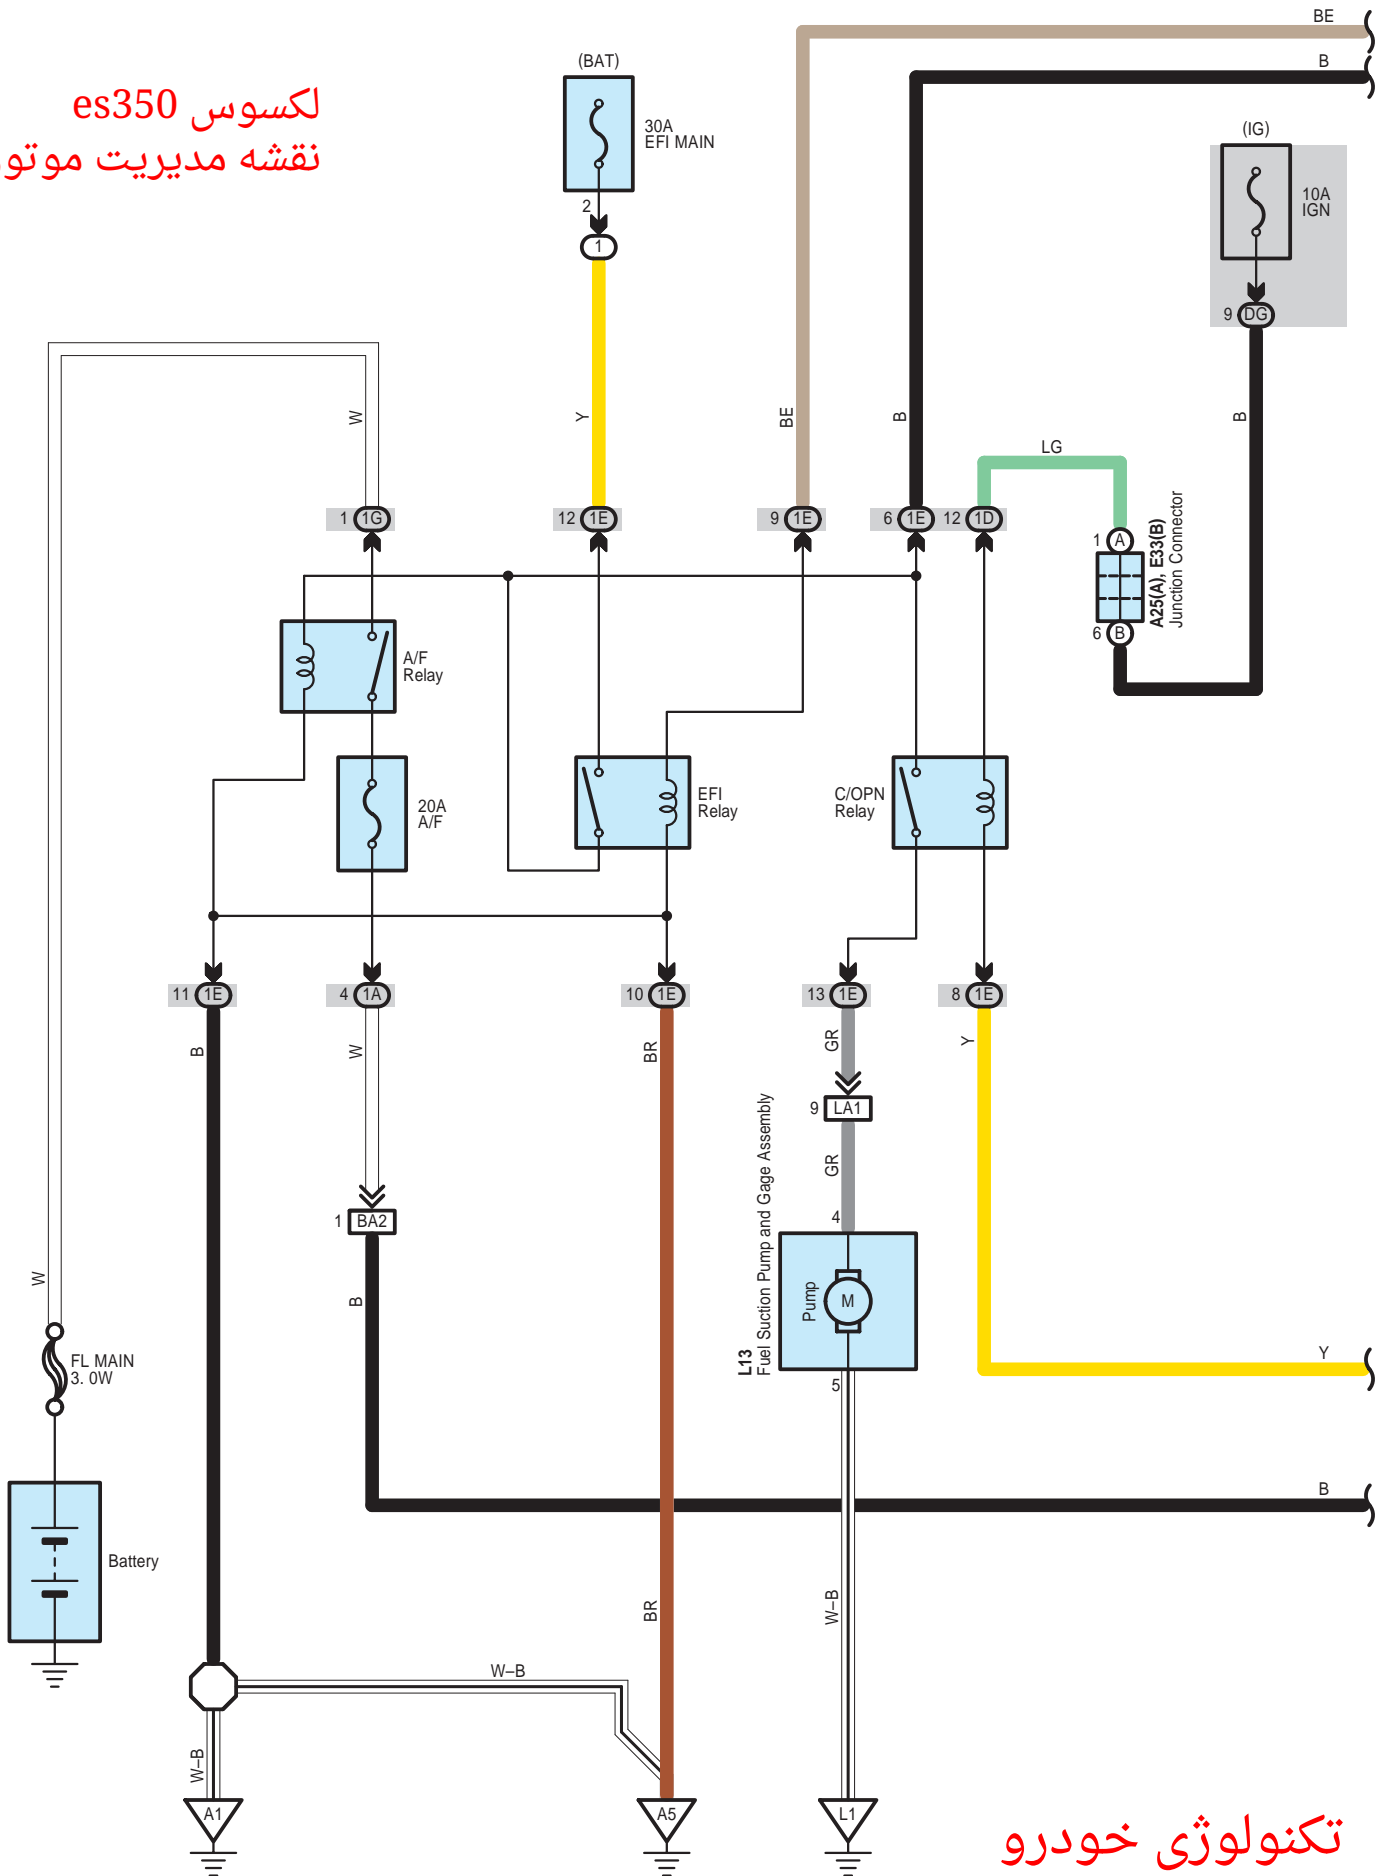 لکسوس es350
نقشه مدیریت موتور
BE
B
(BAT)
30A
EFI MAIN
2
1
(IG)
10A
IGN
9 DG
W
Y
BE
B
B
LG
1 1G
12 1E
9 1E
6 1E
12 1D
1 A
A25(A), E33(B)
Junction Connector
6 B
A/F
Relay
20A
A/F
EFI
Relay
C/OPN
Relay
11 1E
4 1A
10 1E
13 1E
8 1E
B
W
BR
GR
Y
9 LA1
GR
1 BA2
4
L13
Fuel Suction Pump and Gage Assembly
Pump
M
5
W
B
FL MAIN
3. 0W
Y
B
Battery
BR
W–B
W–B
W–B
A1
A5
L1
تکنولوژی خودرو